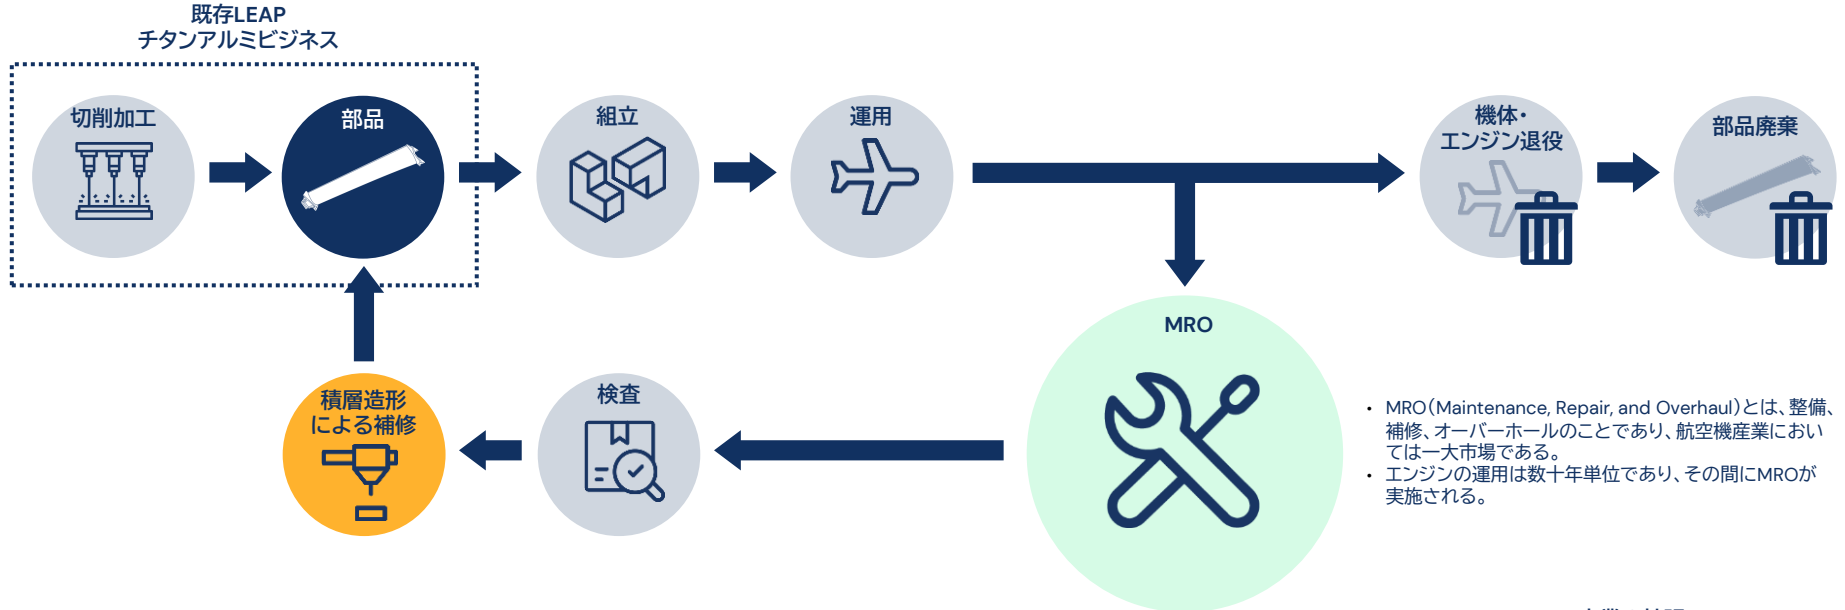 既存LEAP
チタンアルミビジネス
切削加工
部品
組立
運用
機体・
エンジン退役
部品廃棄
MRO
積層造形
による補修
検査
・ MRO（Maintenance, Repair, and Overhaul）とは、整備、
補修、オーバーホールのことであり、航空機産業におい
ては一大市場である。
・ エンジンの運用は数十年単位であり、その間にMROが
実施される。